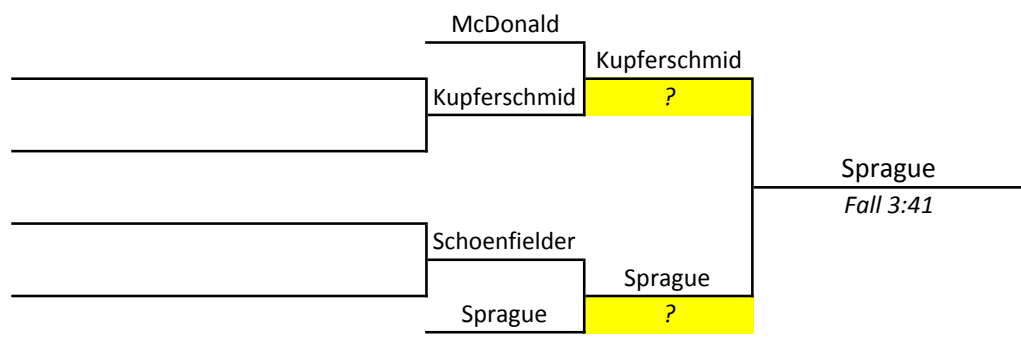 McDonald
Kupferschmid
Kupferschmid
?
Sprague
Fall 3:41
Schoenfielder
Sprague
Sprague
?